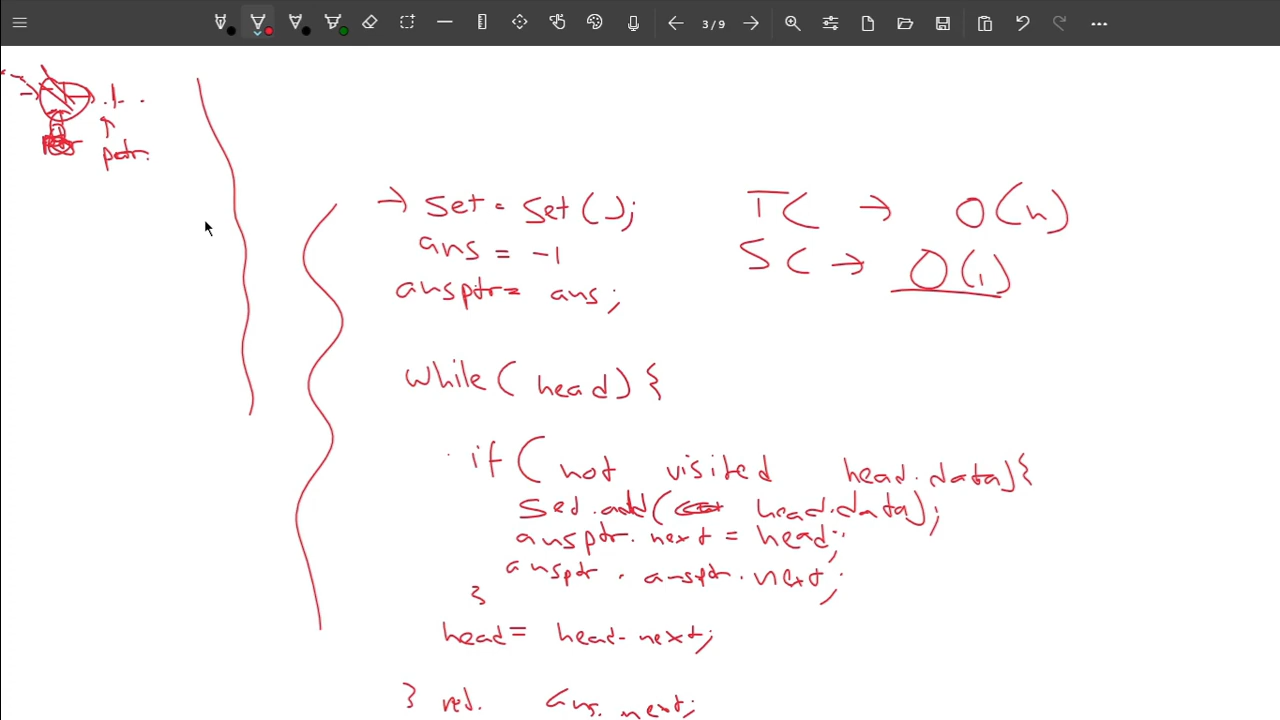 3 / 9
ptr.
→ Set = Set();
ans = -1
ansptr= ans;
TC → O(n)
SC → O(1)
while(head){
if(not visited head.data){
Set.add(head.data);
ansptr.next = head;
ansptr = ansptr.next;
}
head= head.next;
} ret. ans.next;